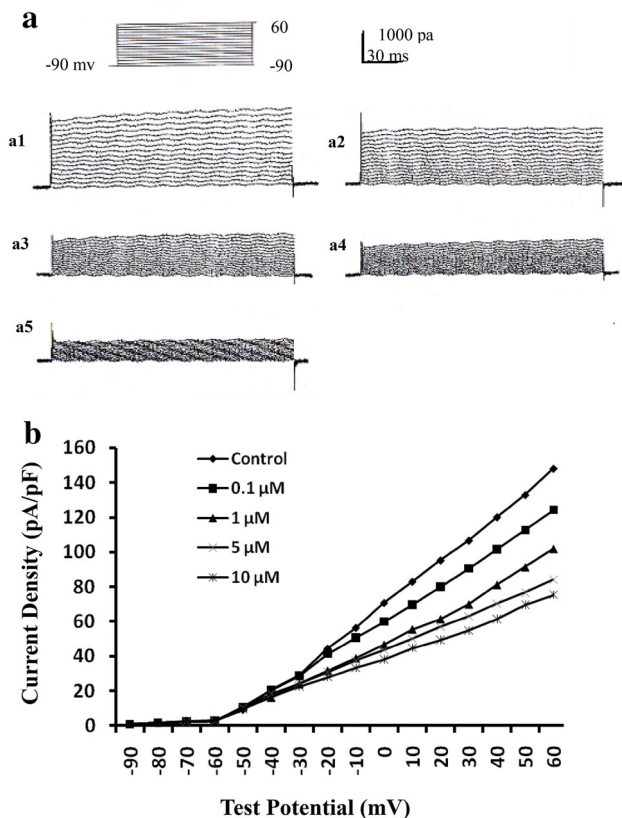 a
60
-90 mv
-90
1000 pa
30 ms
a1
a2
a3
a4
a5
b
Current Density (pA/pF)
160
140
120
100
80
60
40
20
0
Control
0.1 µM
1 µM
5 µM
10 µM
-90 -80 -70 -60 -50 -40 -30 -20 -10 0 10 20 30 40 50 60
Test Potential (mV)